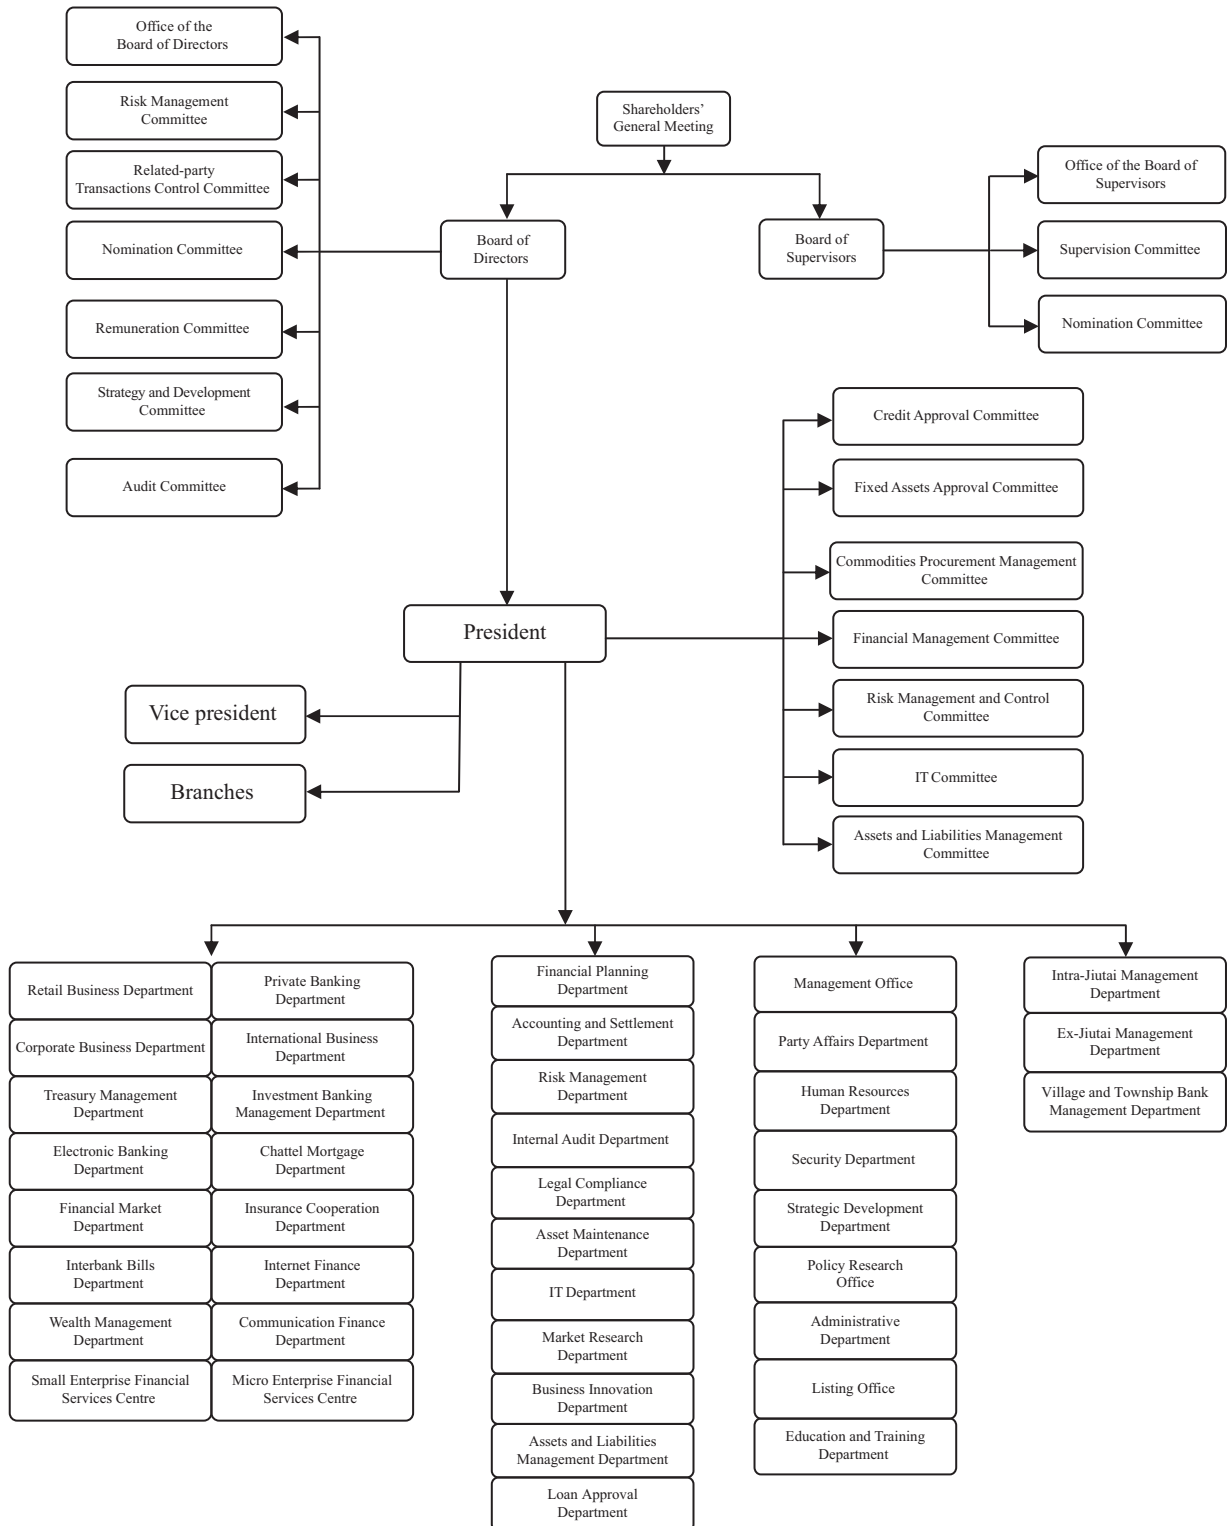 Office of the
Board of Directors
Risk Management
Committee
Related-party
Transactions Control Committee
Nomination Committee
Remuneration Committee
Strategy and Development
Committee
Audit Committee
Shareholders’
General Meeting
Board of
Directors
Board of
Supervisors
Office of the Board of
Supervisors
Supervision Committee
Nomination Committee
President
Vice president
Branches
Credit Approval Committee
Fixed Assets Approval Committee
Commodities Procurement Management
Committee
Financial Management Committee
Risk Management and Control
Committee
IT Committee
Assets and Liabilities Management
Committee
Retail Business Department
Corporate Business Department
Treasury Management
Department
Electronic Banking
Department
Financial Market
Department
Interbank Bills
Department
Wealth Management
Department
Small Enterprise Financial
Services Centre
Private Banking
Department
International Business
Department
Investment Banking
Management Department
Chattel Mortgage
Department
Insurance Cooperation
Department
Internet Finance
Department
Communication Finance
Department
Micro Enterprise Financial
Services Centre
Financial Planning
Department
Accounting and Settlement
Department
Risk Management
Department
Internal Audit Department
Legal Compliance
Department
Asset Maintenance
Department
IT Department
Market Research
Department
Business Innovation
Department
Assets and Liabilities
Management Department
Loan Approval
Department
Management Office
Party Affairs Department
Human Resources
Department
Security Department
Strategic Development
Department
Policy Research
Office
Administrative
Department
Listing Office
Education and Training
Department
Intra-Jiutai Management
Department
Ex-Jiutai Management
Department
Village and Township Bank
Management Department